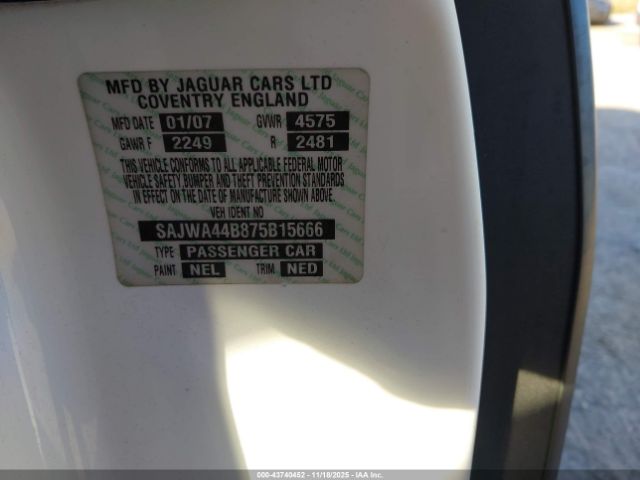 MFD BY JAGUAR CARS LTD
COVENTRY ENGLAND
MFD DATE 01/07 GVWR 4575
GAWR F 2249 R 2481
THIS VEHICLE CONFORMS TO ALL APPLICABLE FEDERAL MOTOR
VEHICLE SAFETY BUMPER AND THEFT PREVENTION STANDARDS
IN EFFECT ON THE DATE OF MANUFACTURE SHOWN ABOVE.
VEH IDENT NO
SAJWA44B875B15666
TYPE PASSENGER CAR
PAINT NEL TRIM NED
000-43740452 - 11/18/2025 - IAA Inc.